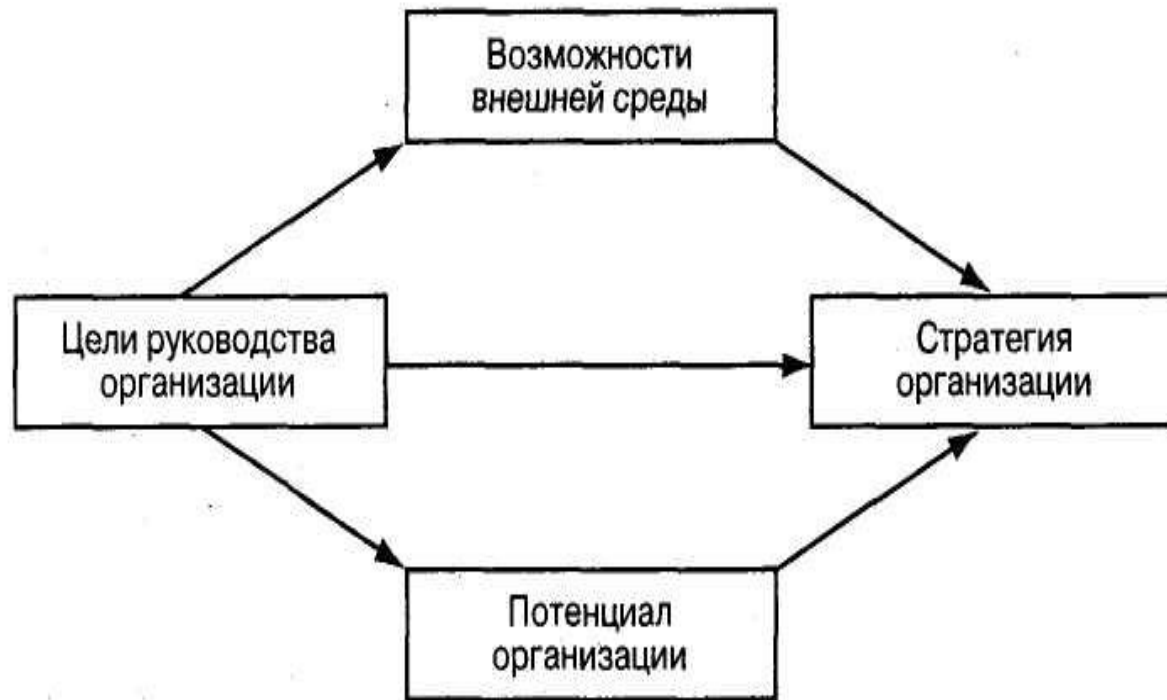 Возможности
внешней среды
Цели руководства
организации
Стратегия
организации
Потенциал
организации